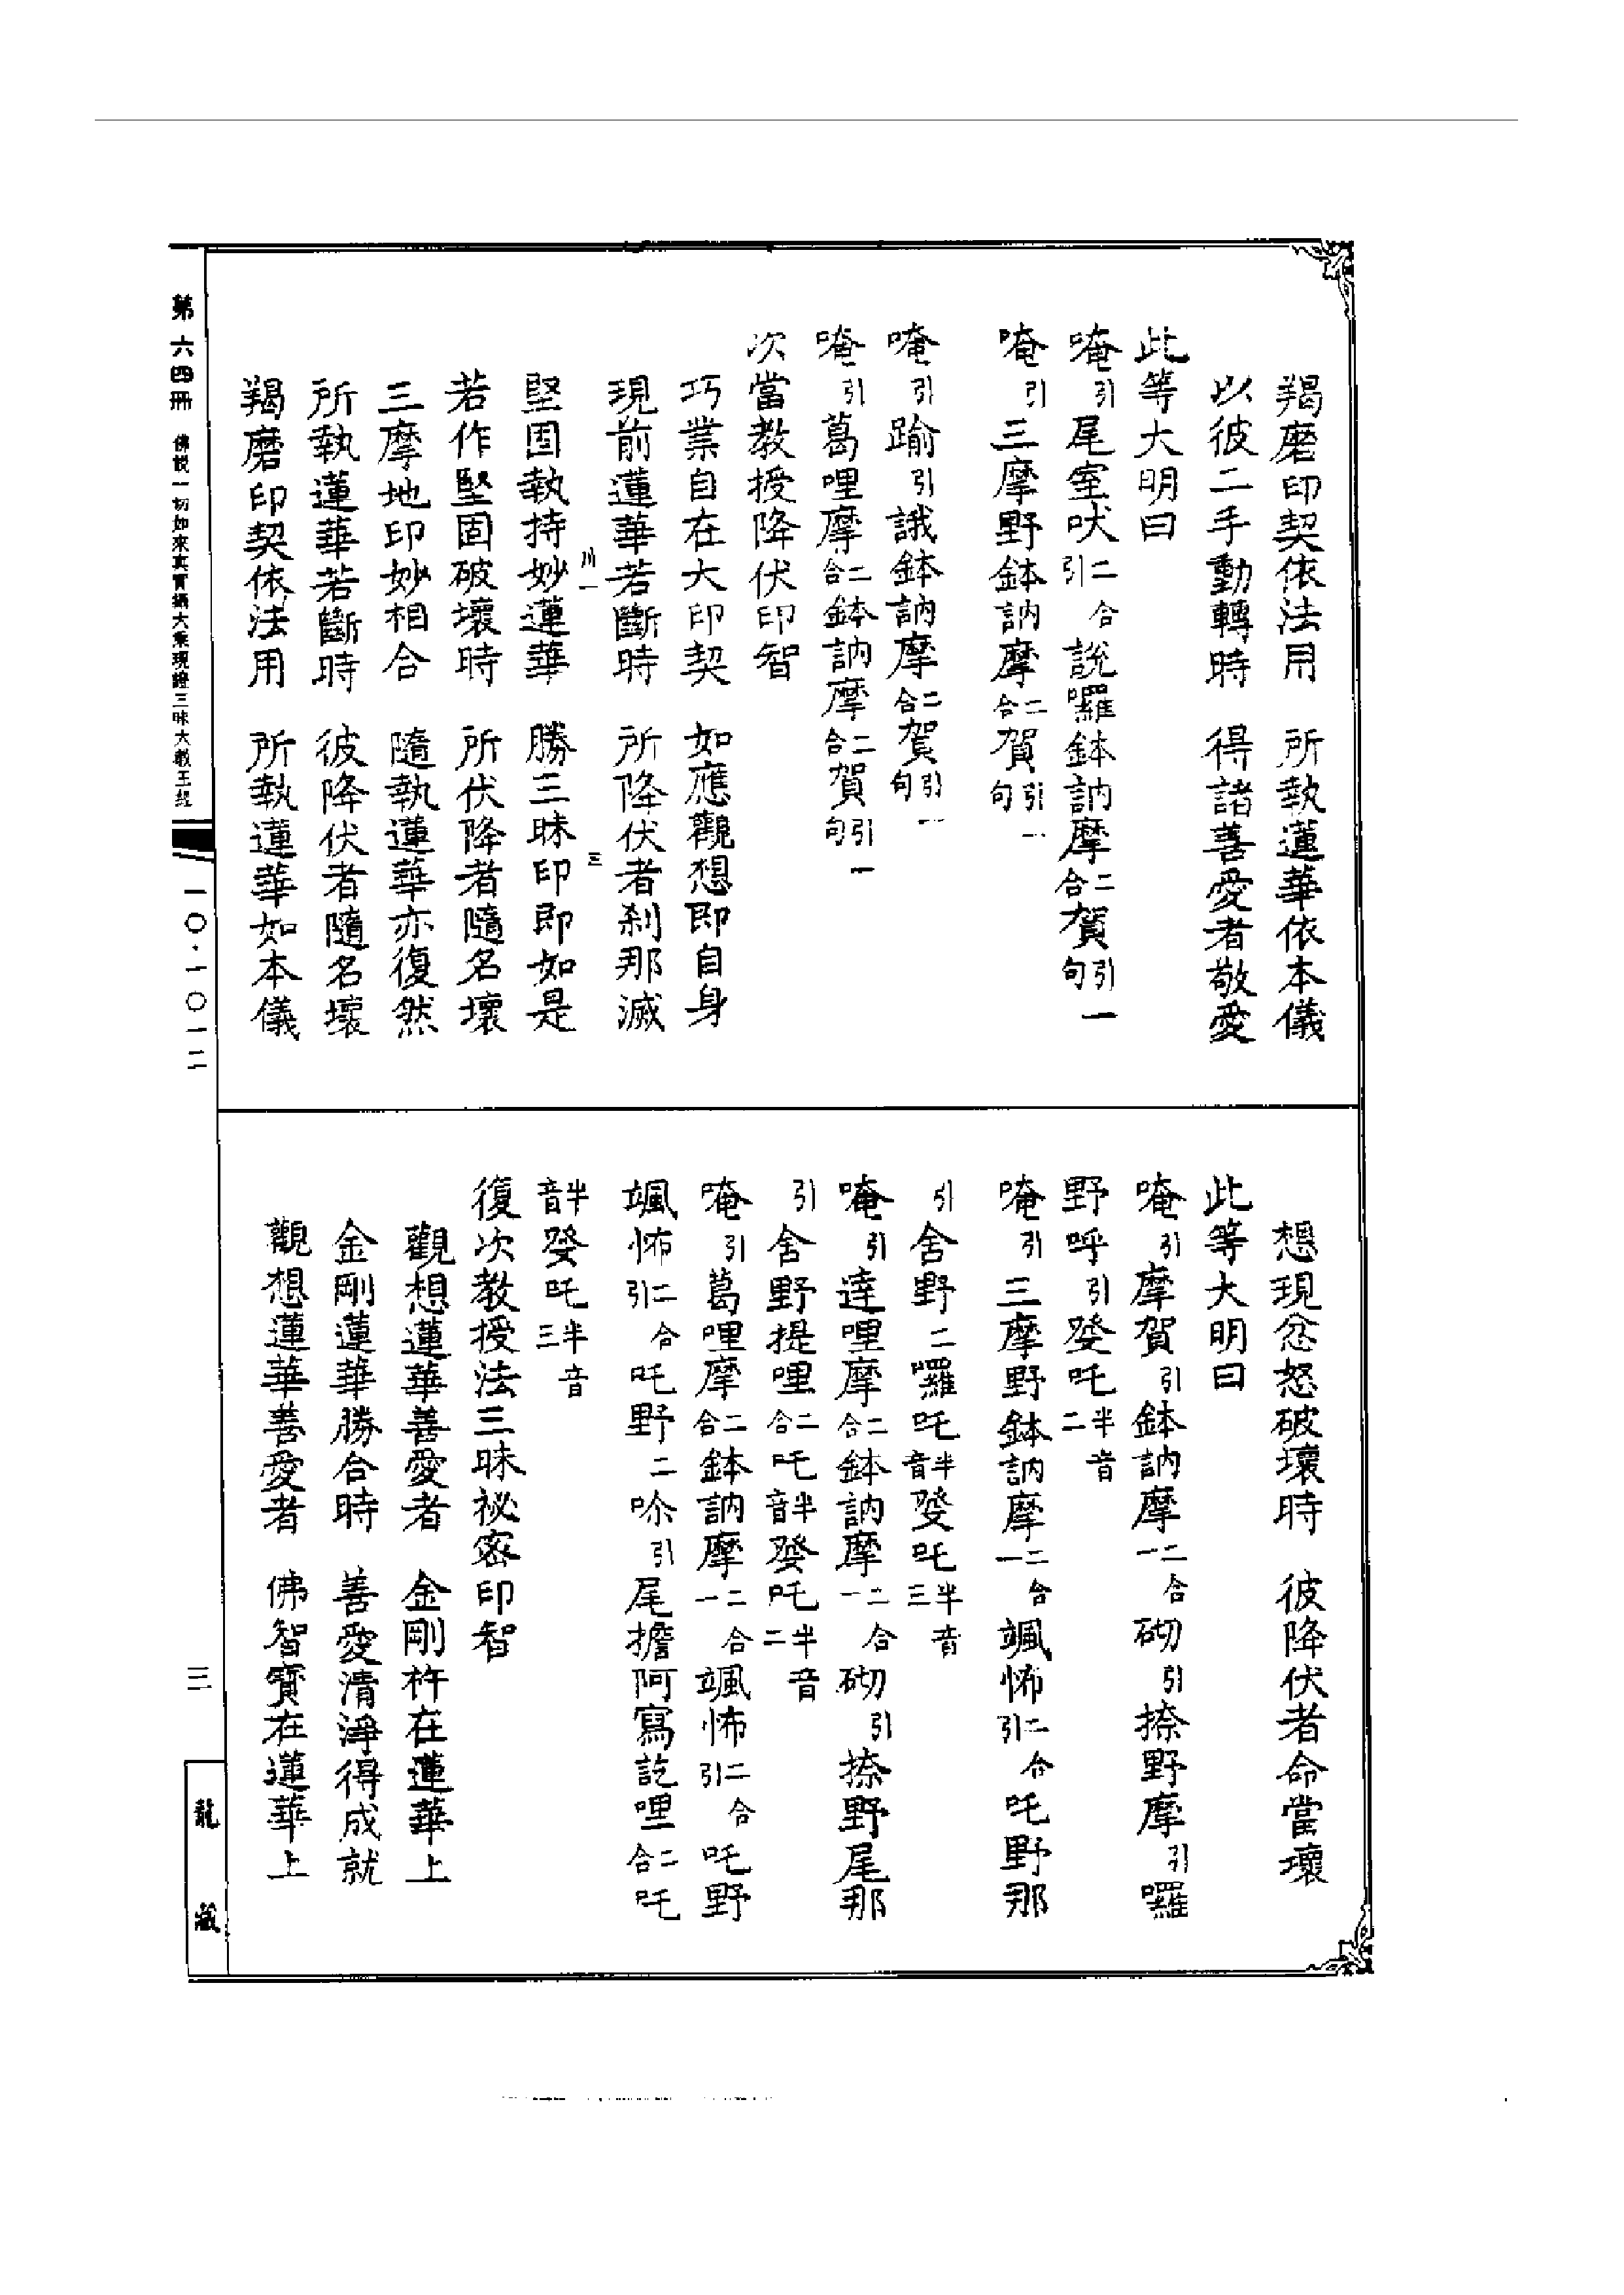 羯磨印契依法用　所執蓮華依本儀
以彼二手動轉時　得諸善愛者敬愛
此等大明曰
唵引尾室吠二合引說囉鉢訥摩二合賀引句一
唵引三摩野鉢訥摩二合賀引句一
唵引踰引誐鉢訥摩二合賀引句一
唵引葛哩摩二合鉢訥摩二合賀引句一
次當教授降伏印智
巧業自在大印契　如應觀想即自身
現前蓮華若斷時　所降伏者剎那滅
川一　三
堅固執持妙蓮華　勝三昧印即如是
若作堅固破壞時　所伏降者隨名壞
三摩地印妙相合　隨執蓮華亦復然
所執蓮華若斷時　彼降伏者隨名壞
羯磨印契依法用　所執蓮華如本儀
想現忿怒破壞時　彼降伏者命當壞
此等大明曰
唵引摩賀引鉢訥摩二合一砌引捺野摩引囉
野呼引癹吒半音二
唵引三摩野鉢訥摩二合一颯怖二合引吒野那
引舍野二囉吒半音癹吒半音三
唵引達哩摩二合鉢訥摩二合一砌引捺野尾那
引舍野提哩二合吒半音癹吒半音二
唵引葛哩摩二合鉢訥摩二合一颯怖二合引吒野
颯怖二合引吒野二吤引尾擔阿寫訖哩二合吒
半音癹吒半音三
復次教授法三昧祕密印智
觀想蓮華善愛者　金剛杵在蓮華上
金剛蓮華勝合時　善愛清淨得成就
觀想蓮華善愛者　佛智寶在蓮華上
第六四冊　佛說一切如來真實攝大乘現證三昧大教王經
一〇·一〇一二
三
龍藏